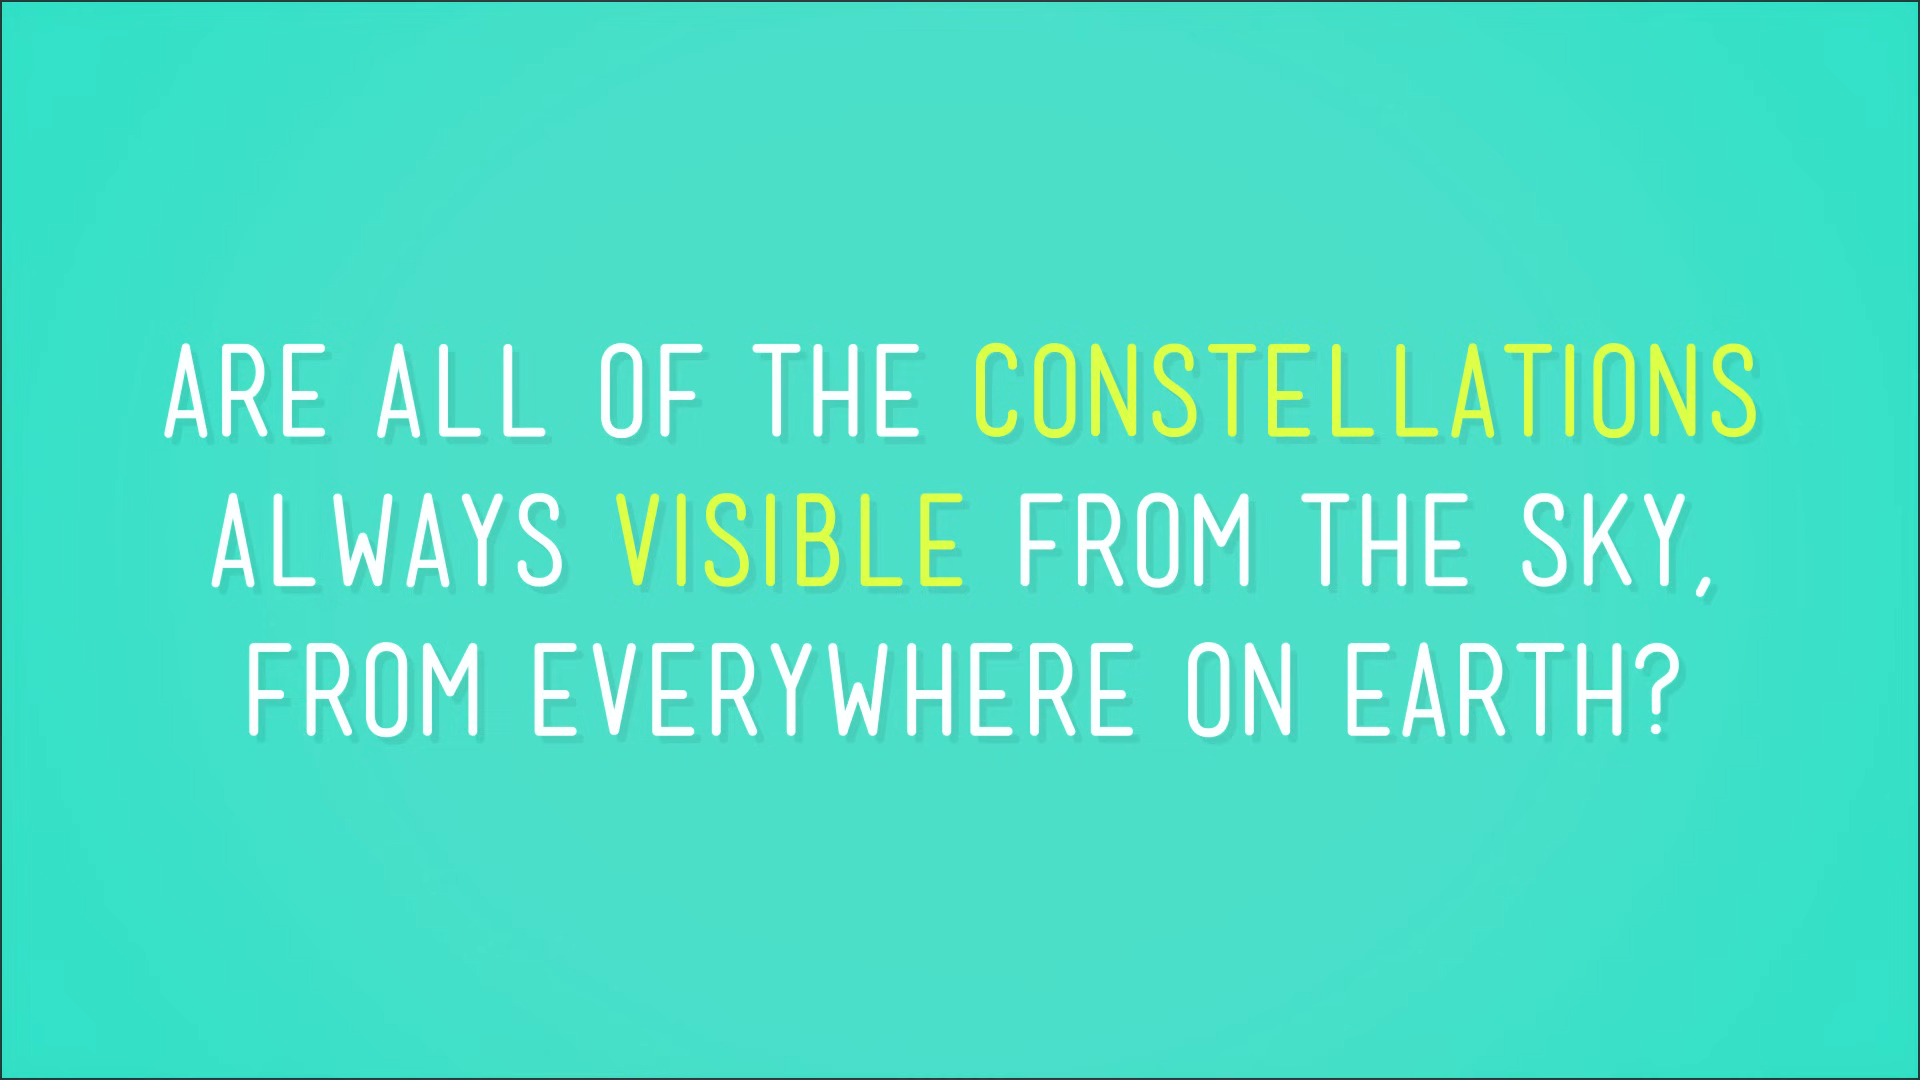 ARE ALL OF THE CONSTELLATIONS
ALWAYS VISIBLE FROM THE SKY,
FROM EVERYWHERE ON EARTH?